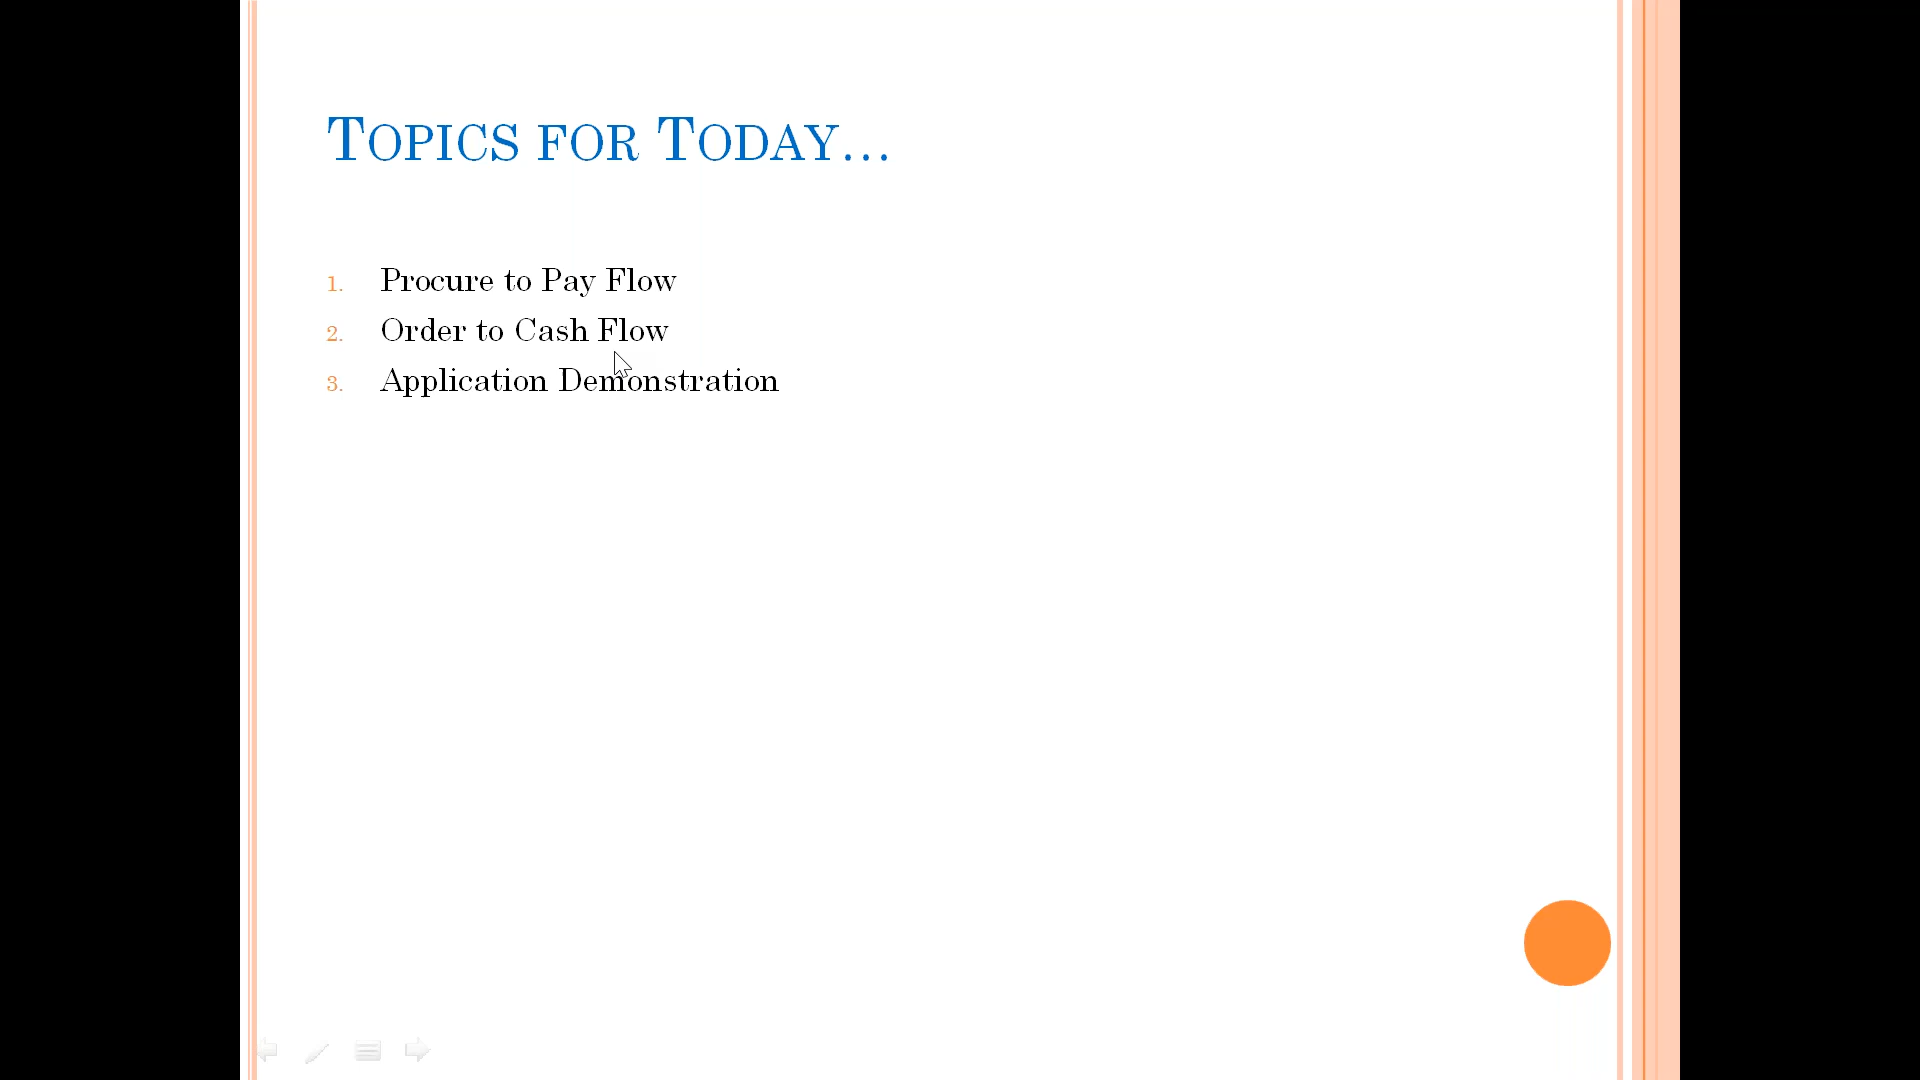 Topics for Today...
1. Procure to Pay Flow
2. Order to Cash Flow
3. Application Demonstration